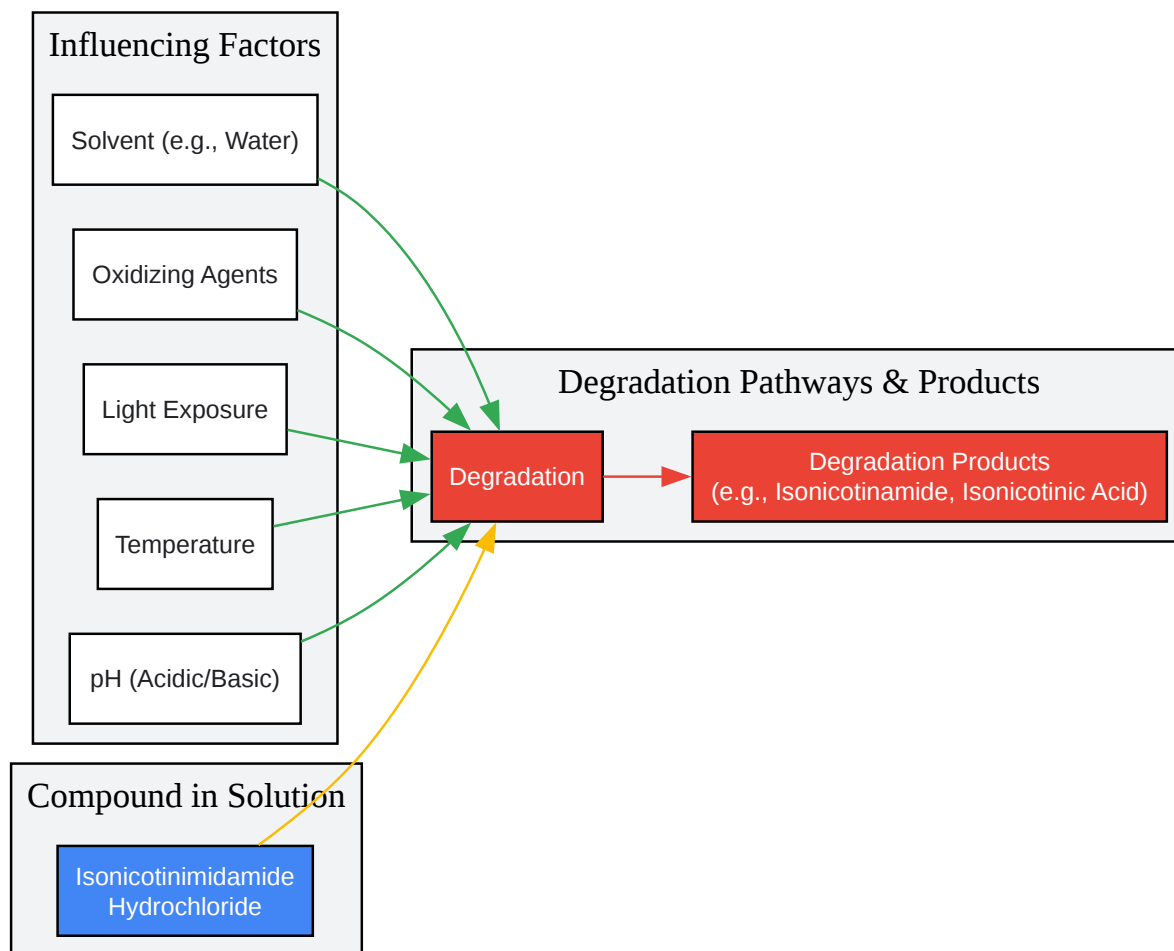 Influencing Factors
Solvent (e.g., Water)
Oxidizing Agents
Light Exposure
Temperature
pH (Acidic/Basic)
Degradation Pathways & Products
Degradation
Degradation Products
(e.g., Isonicotinamide, Isonicotinic Acid)
Compound in Solution
Isonicotinimidamide
Hydrochloride